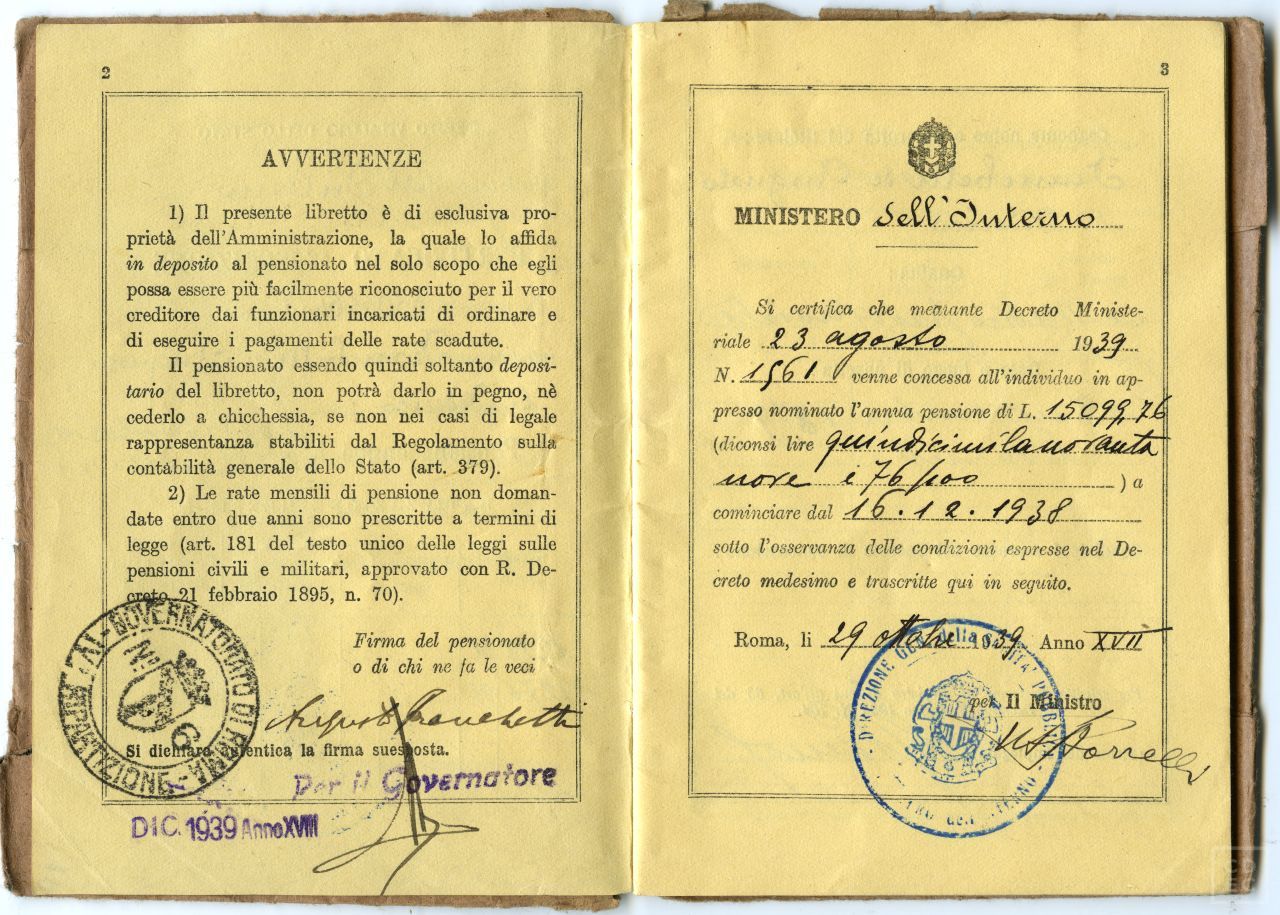 2
AVVERTENZE
1) Il presente libretto è di esclusiva pro-
prietà dell'Amministrazione, la quale lo affida
in deposito al pensionato nel solo scopo che egli
possa essere più facilmente riconosciuto per il vero
creditore dai funzionari incaricati di ordinare e
di eseguire i pagamenti delle rate scadute.
Il pensionato essendo quindi soltanto deposi-
tario del libretto, non potrà darlo in pegno, nè
cederlo a chicchessia, se non nei casi di legale
rappresentanza stabiliti dal Regolamento sulla
contabilità generale dello Stato (art. 379).
2) Le rate mensili di pensione non doman-
date entro due anni sono prescritte a termini di
legge (art. 181 del testo unico delle leggi sulle
pensioni civili e militari, approvato con R. De-
creto 21 febbraio 1895, n. 70).
Firma del pensionato
o di chi ne fa le veci
Augusto Franchetti
Si dichiara autentica la firma suesposta.
GOVERNATORATO DI ROMA
Per il Governatore
DIC. 1939 Anno XVIII
3
MINISTERO dell'Interno
Si certifica che mediante Decreto Ministe-
riale 23 agosto 1939
N. 1561 venne concessa all'individuo in ap-
presso nominato l'annua pensione di L. 15099,76
(diconsi lire quindicimilanovanta
nove e 76/100 ) a
cominciare dal 16.12.1938
sotto l'osservanza delle condizioni espresse nel De-
creto medesimo e trascritte qui in seguito.
Roma, li 29 ottobre 1939 Anno XVII
per Il Ministro
DIREZIONE della SANITA' PUBB